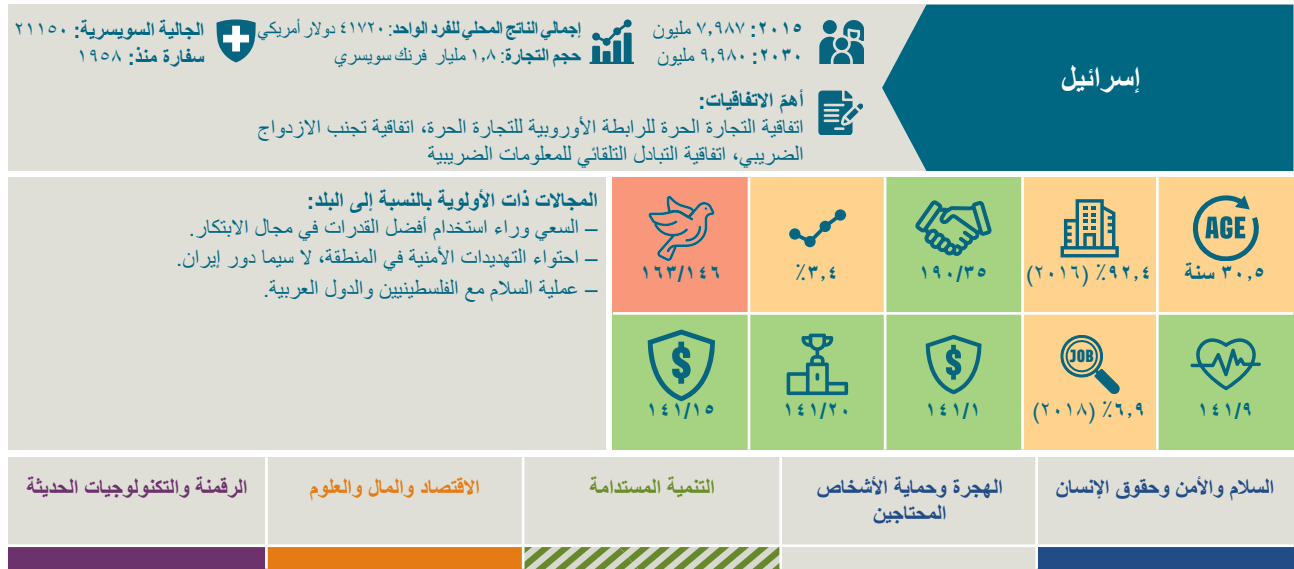 إسرائيل
٢٠١٥: ٧,٩٨٧ مليون
٢٠٣٠: ٩,٩٨٠ مليون
إجمالي الناتج المحلي للفرد الواحد: ٤١٧٢٠ دولار أمريكي
حجم التجارة: ١,٨ مليار فرنك سويسري
الجالية السويسرية: ٢١١٥٠
سفارة منذ: ١٩٥٨
أهمّ الاتفاقيات:
اتفاقية التجارة الحرة للرابطة الأوروبية للتجارة الحرة، اتفاقية تجنب الازدواج
الضريبي، اتفاقية التبادل التلقائي للمعلومات الضريبية
AGE
٣٠,٥ سنة
٩٢,٤٪ (٢٠١٦)
١٩٠/٣٥
٣,٤٪
١٦٣/١٤٦
١٤١/٩
JOB
٦,٩٪ (٢٠١٨)
$
١٤١/١
١٤١/٢٠
$
١٤١/١٥
المجالات ذات الأولوية بالنسبة إلى البلد:
– السعي وراء استخدام أفضل القدرات في مجال الابتكار.
– احتواء التهديدات الأمنية في المنطقة، لا سيما دور إيران.
– عملية السلام مع الفلسطينيين والدول العربية.
السلام والأمن وحقوق الإنسان
الهجرة وحماية الأشخاص
المحتاجين
التنمية المستدامة
الاقتصاد والمال والعلوم
الرقمنة والتكنولوجيات الحديثة